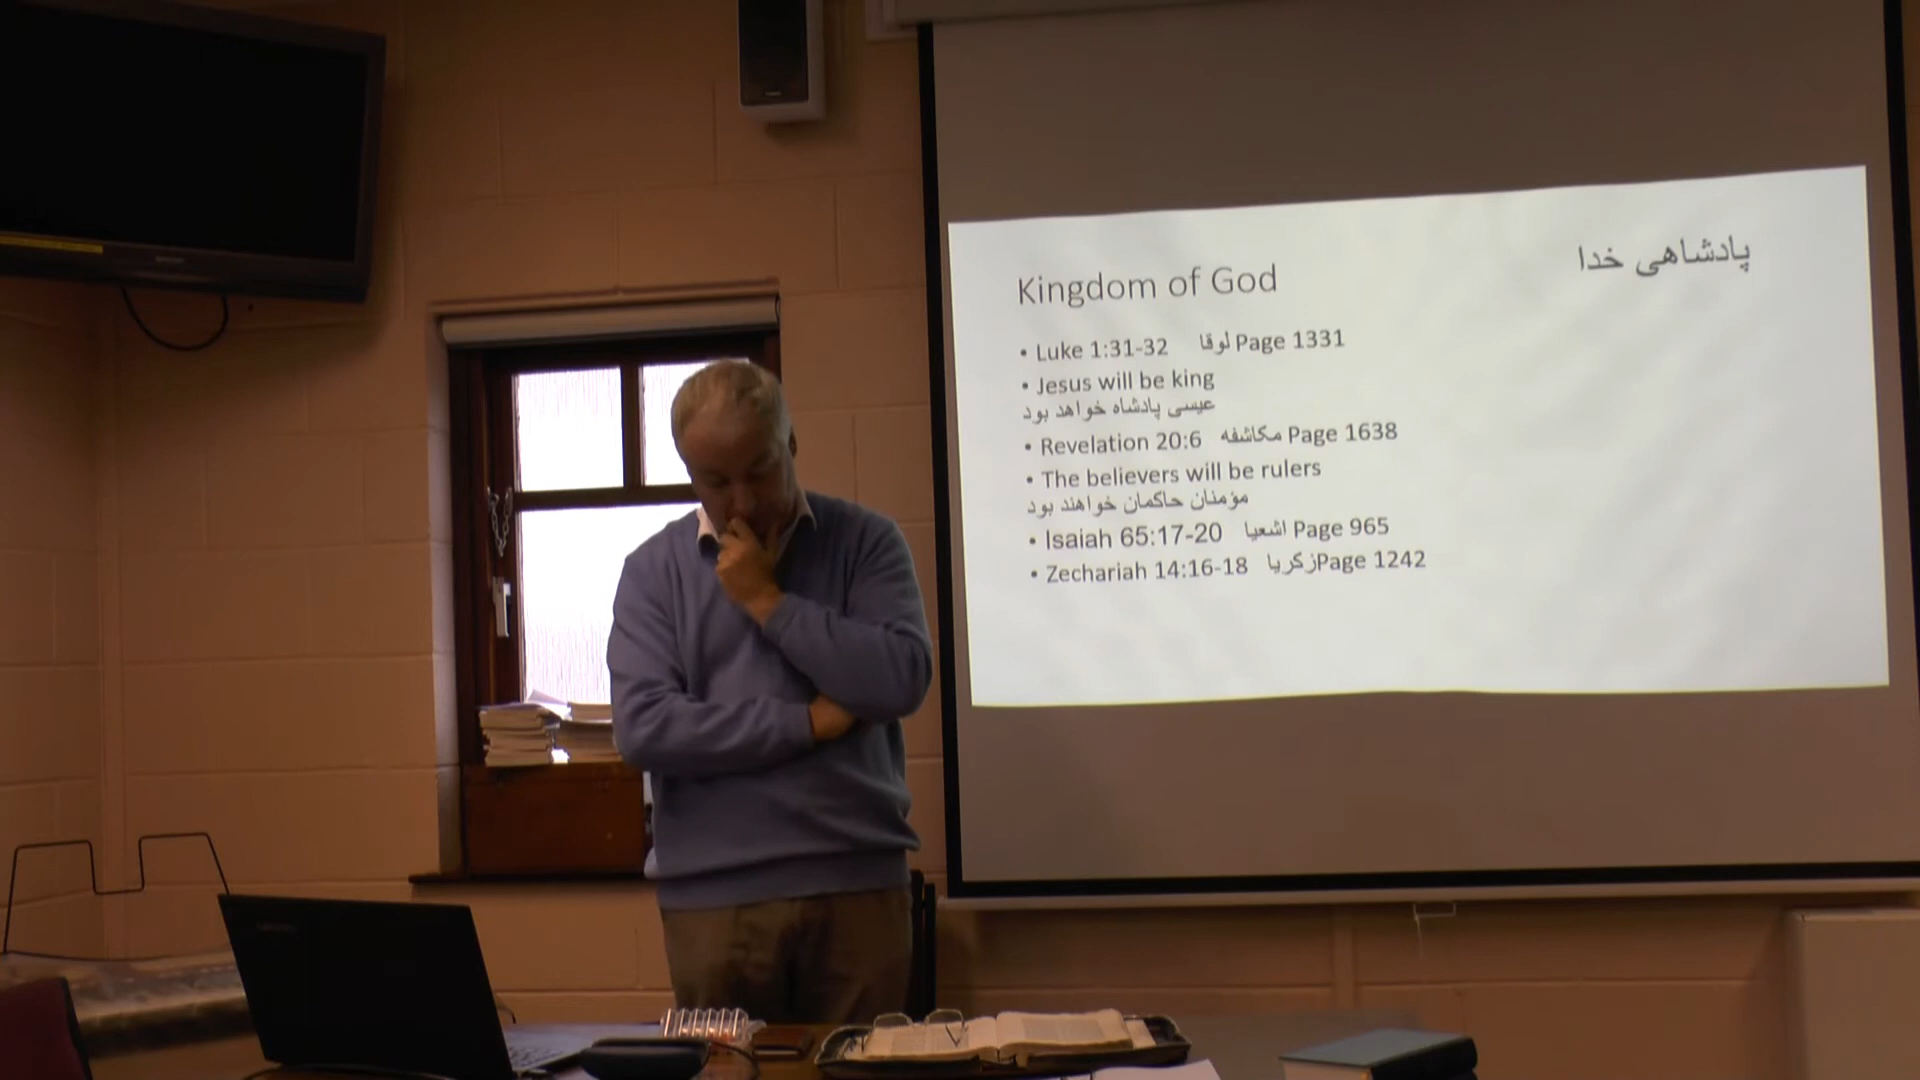 Kingdom of God
پادشاهی خدا
• Luke 1:31-32 لوقا Page 1331
• Jesus will be king
عیسی پادشاه خواهد بود
• Revelation 20:6 مکاشفه Page 1638
• The believers will be rulers
مؤمنان حاکمان خواهند بود
• Isaiah 65:17-20 اشعیا Page 965
• Zechariah 14:16-18 زکریا Page 1242